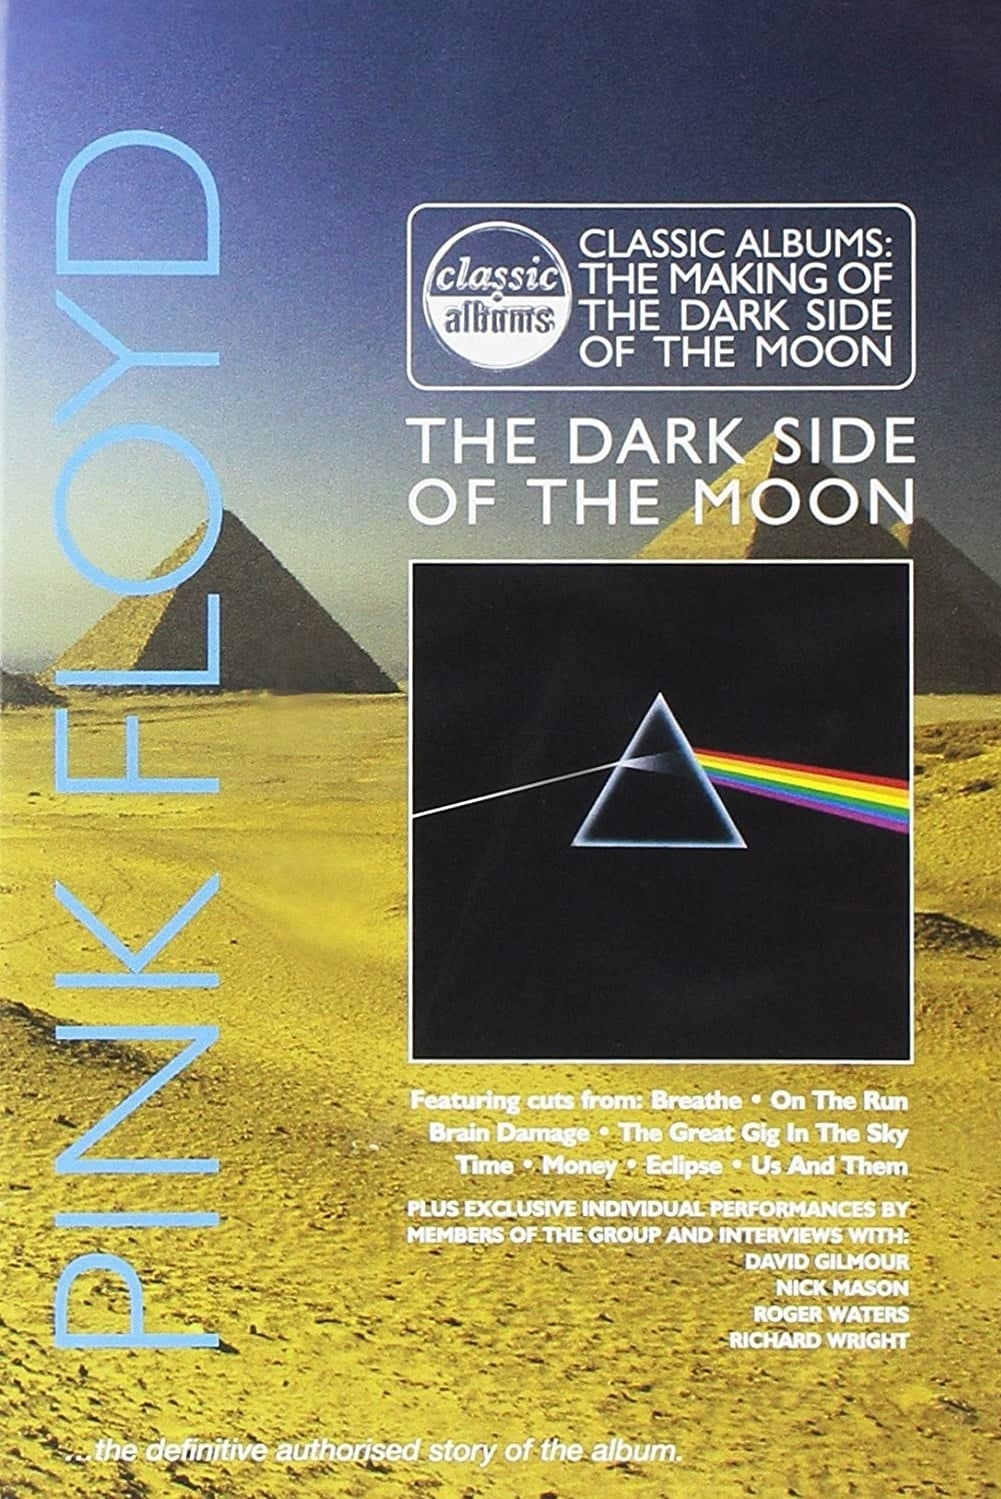 PINK FLOYD
classic
albums
CLASSIC ALBUMS:
THE MAKING OF
THE DARK SIDE
OF THE MOON
THE DARK SIDE
OF THE MOON
Featuring cuts from: Breathe • On The Run
Brain Damage • The Great Gig In The Sky
Time • Money • Eclipse • Us And Them
PLUS EXCLUSIVE INDIVIDUAL PERFORMANCES BY
MEMBERS OF THE GROUP AND INTERVIEWS WITH:
DAVID GILMOUR
NICK MASON
ROGER WATERS
RICHARD WRIGHT
...the definitive authorised story of the album.